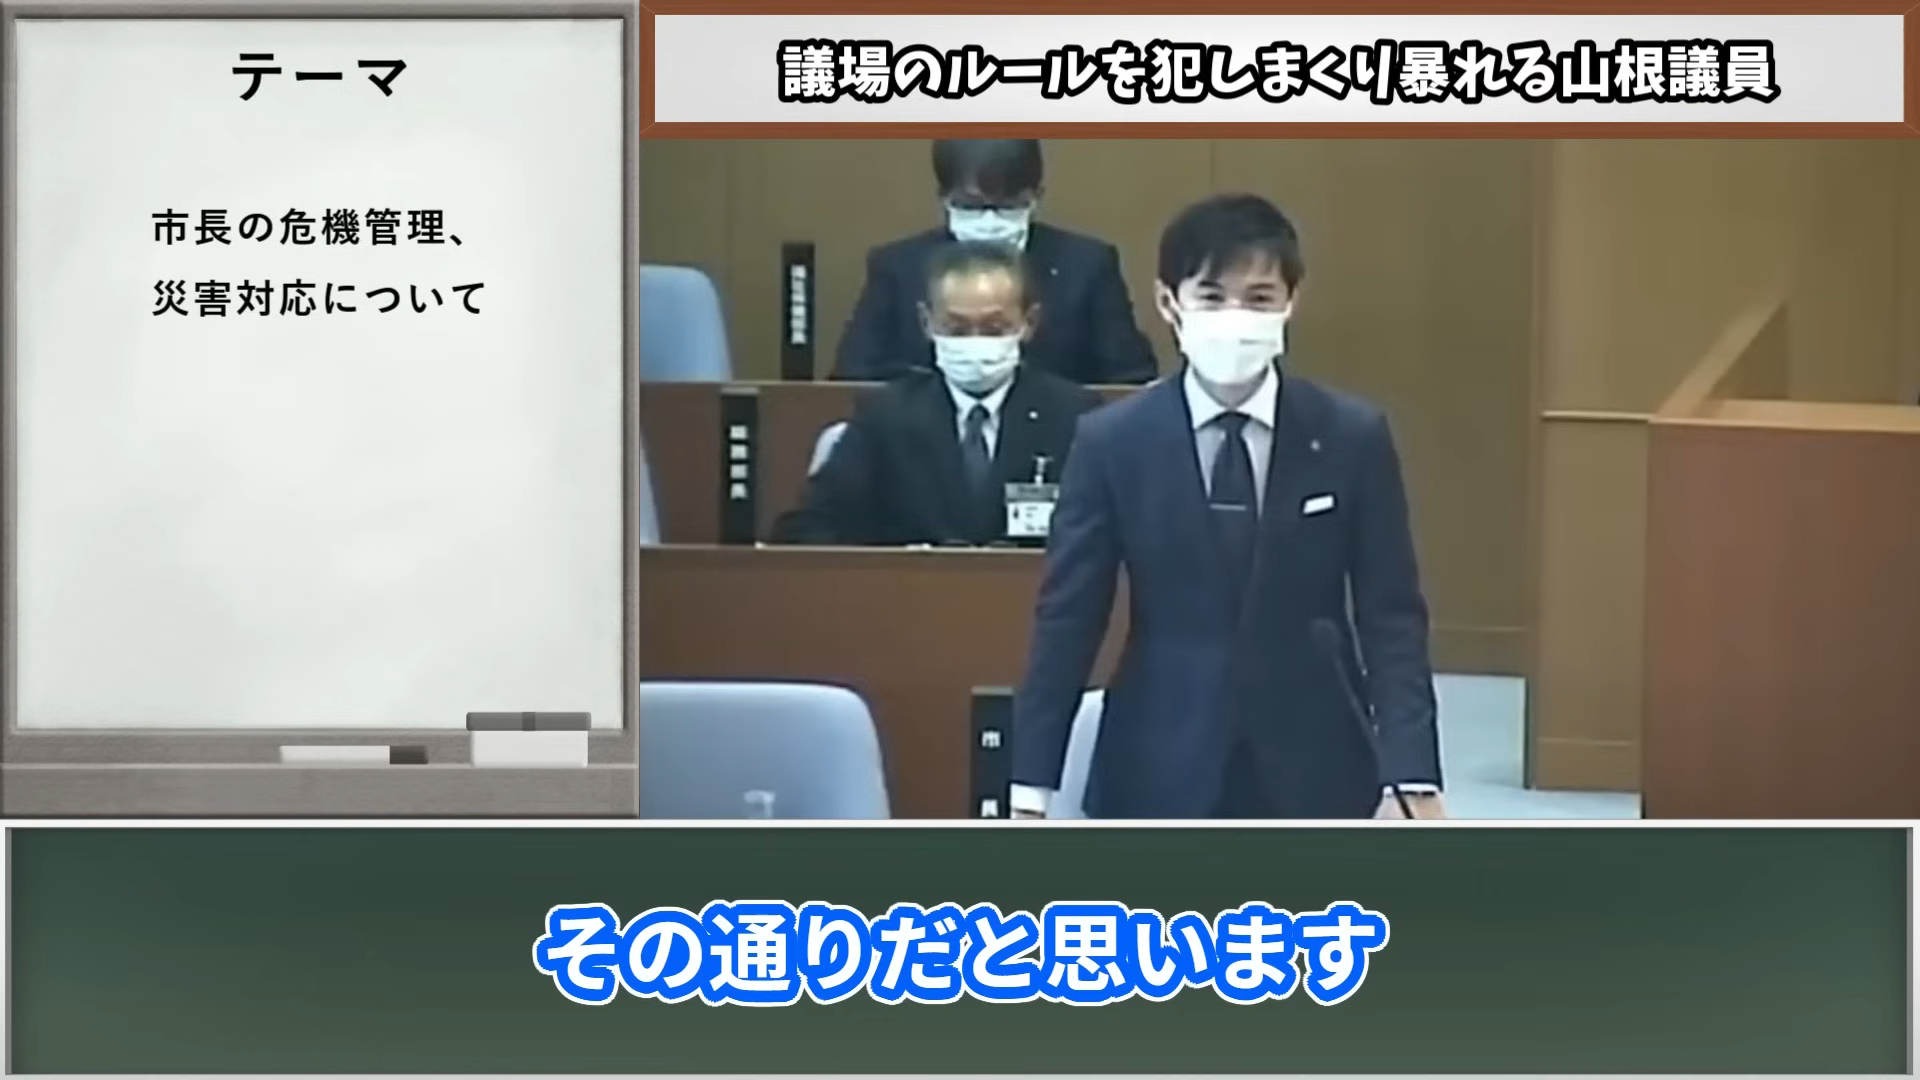 テーマ
市長の危機管理、
災害対応について
議場のルールを犯しまくり暴れる山根議員
市長
その通りだと思います